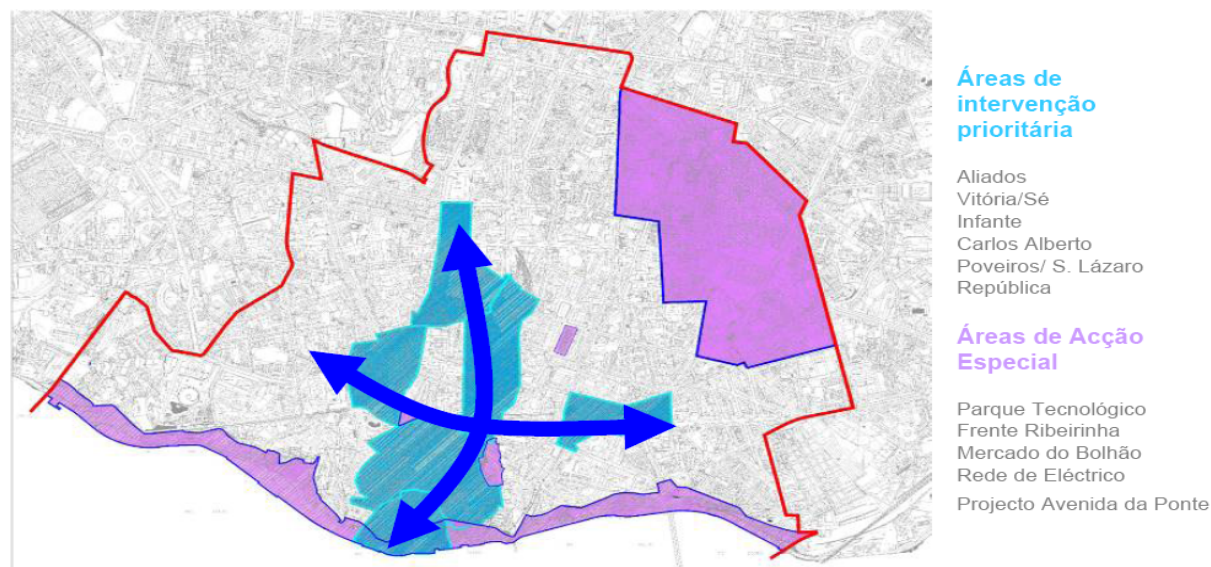 Áreas de
intervenção
prioritária
Aliados
Vitória/Sé
Infante
Carlos Alberto
Poveiros/ S. Lázaro
República
Áreas de Acção
Especial
Parque Tecnológico
Frente Ribeirinha
Mercado do Bolhão
Rede de Eléctrico
Projecto Avenida da Ponte